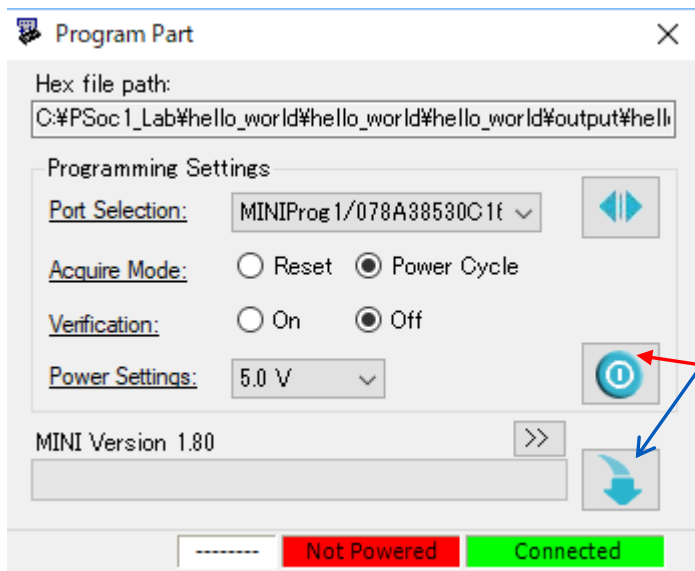 Program Part
Hex file path:
C:¥PSoc1_Lab¥hello_world¥hello_world¥hello_world¥output¥hell
Programming Settings
Port Selection: MINIProg1/078A38530C1
Acquire Mode: Reset Power Cycle
Verification: On Off
Power Settings: 5.0 V
MINI Version 1.80 >>
-------- Not Powered Connected